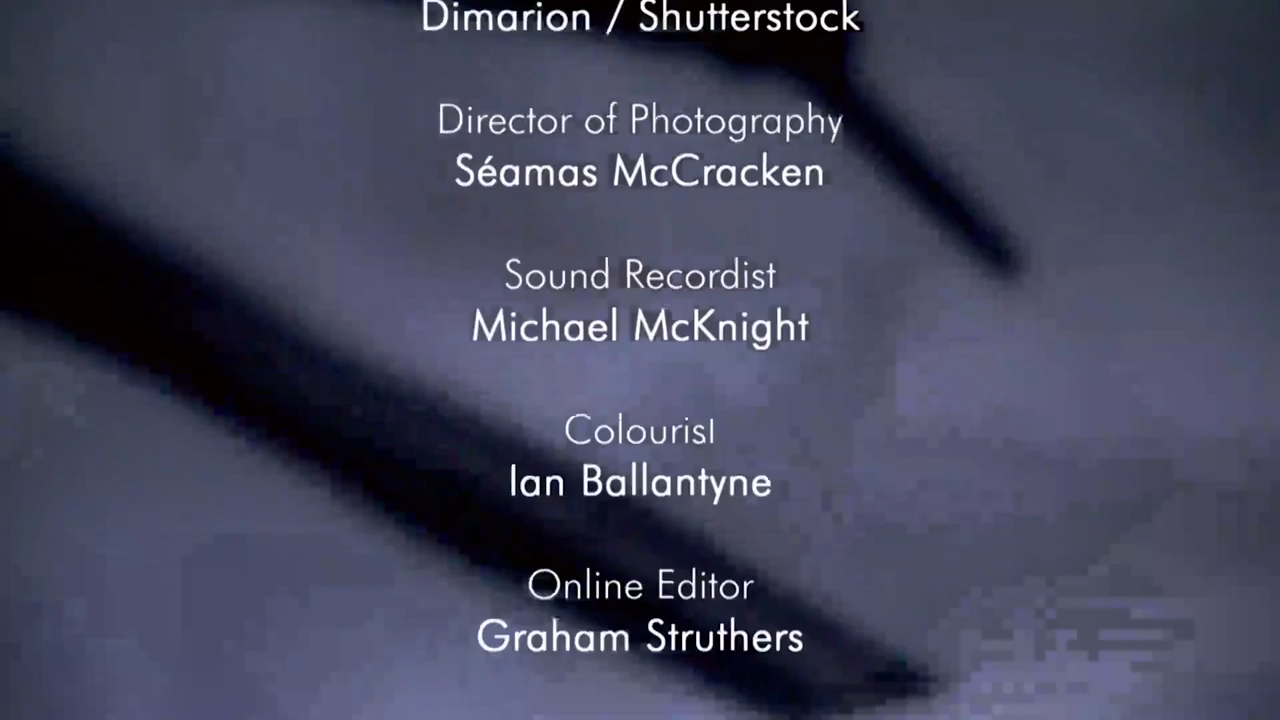 Dimarion / Shutterstock
Director of Photography
Séamas McCracken
Sound Recordist
Michael McKnight
Colourist
Ian Ballantyne
Online Editor
Graham Struthers